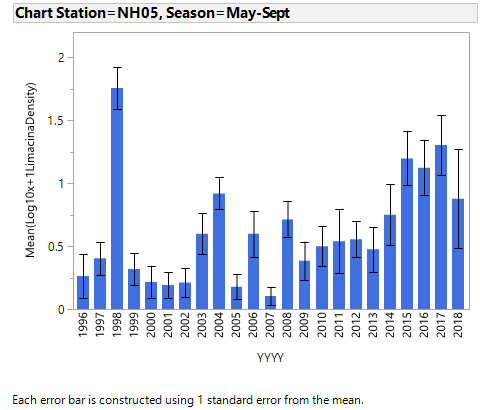 Chart Station=NH05, Season=May-Sept
Mean(Log10x+1LimacinaDensity)
2
1.5
1
0.5
0
1996 1997 1998 1999 2000 2001 2002 2003 2004 2005 2006 2007 2008 2009 2010 2011 2012 2013 2014 2015 2016 2017 2018
YYYY
Each error bar is constructed using 1 standard error from the mean.